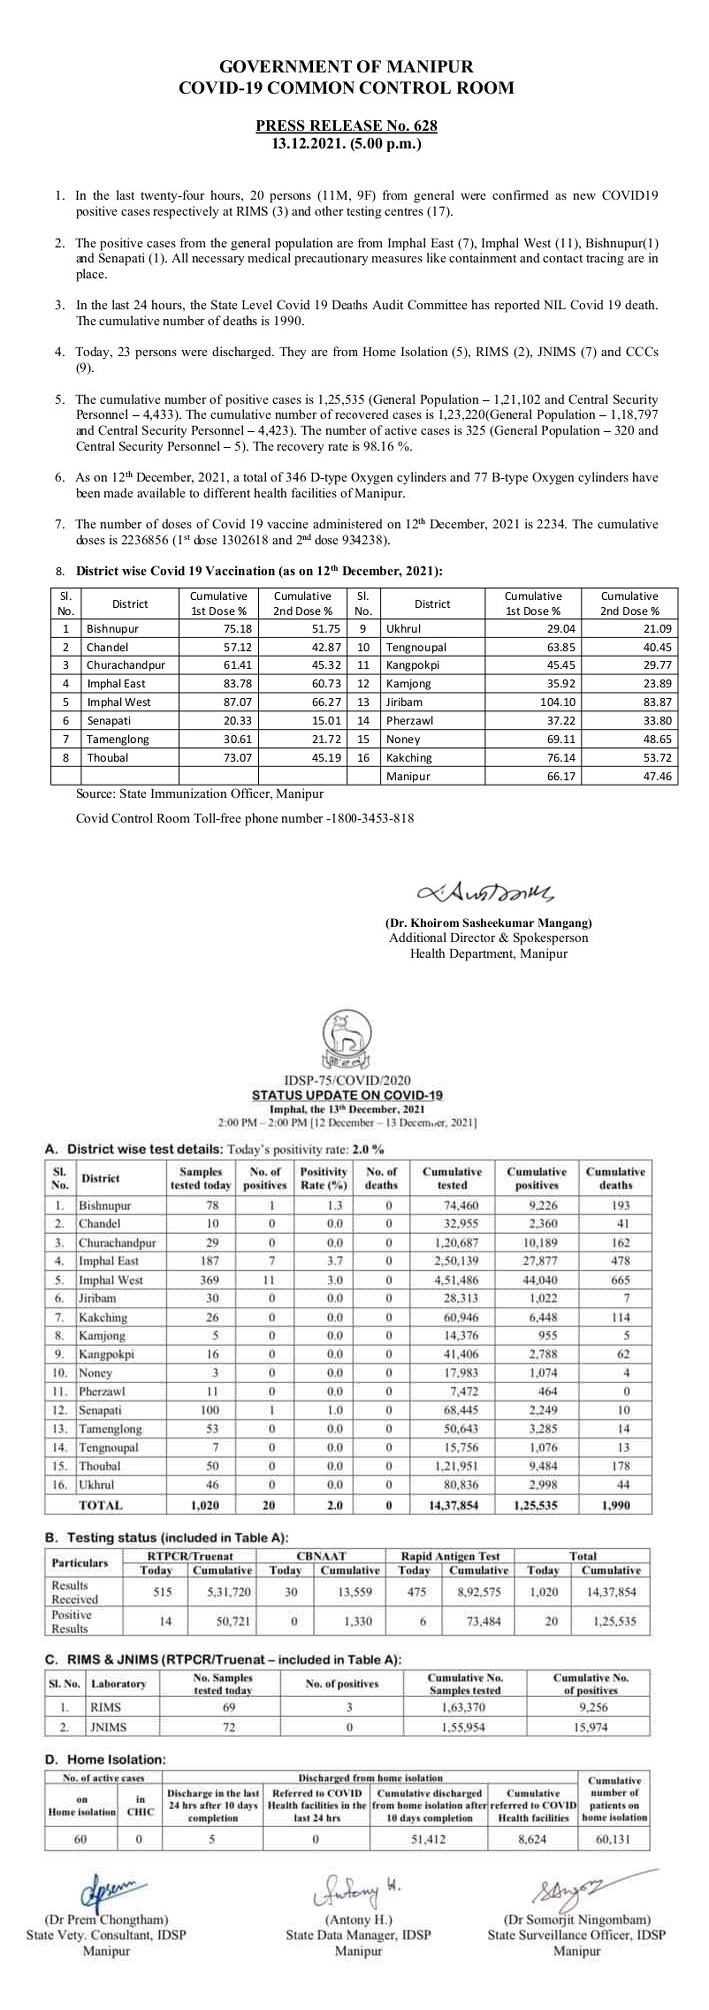 GOVERNMENT OF MANIPUR
COVID-19 COMMON CONTROL ROOM
PRESS RELEASE No. 628
13.12.2021. (5.00 p.m.)
1. In the last twenty-four hours, 20 persons (11M, 9F) from general were confirmed as new COVID19
positive cases respectively at RIMS (3) and other testing centres (17).
2. The positive cases from the general population are from Imphal East (7), Imphal West (11), Bishnupur(1)
and Senapati (1). All necessary medical precautionary measures like containment and contact tracing are in
place.
3. In the last 24 hours, the State Level Covid 19 Deaths Audit Committee has reported NIL Covid 19 death.
The cumulative number of deaths is 1990.
4. Today, 23 persons were discharged. They are from Home Isolation (5), RIMS (2), JNIMS (7) and CCCs
(9).
5. The cumulative number of positive cases is 1,25,535 (General Population – 1,21,102 and Central Security
Personnel – 4,433). The cumulative number of recovered cases is 1,23,220(General Population – 1,18,797
and Central Security Personnel – 4,423). The number of active cases is 325 (General Population – 320 and
Central Security Personnel – 5). The recovery rate is 98.16 %.
6. As on 12th December, 2021, a total of 346 D-type Oxygen cylinders and 77 B-type Oxygen cylinders have
been made available to different health facilities of Manipur.
7. The number of doses of Covid 19 vaccine administered on 12th December, 2021 is 2234. The cumulative
doses is 2236856 (1st dose 1302618 and 2nd dose 934238).
8. District wise Covid 19 Vaccination (as on 12th December, 2021):
Sl. No. District Cumulative 1st Dose % Cumulative 2nd Dose % Sl. No. District Cumulative 1st Dose % Cumulative 2nd Dose %
1 Bishnupur 75.18 51.75 9 Ukhrul 29.04 21.09
2 Chandel 57.12 42.87 10 Tengnoupal 63.85 40.45
3 Churachandpur 61.41 45.32 11 Kangpokpi 45.45 29.77
4 Imphal East 83.78 60.73 12 Kamjong 35.92 23.89
5 Imphal West 87.07 66.27 13 Jiribam 104.10 83.87
6 Senapati 20.33 15.01 14 Pherzawl 37.22 33.80
7 Tamenglong 30.61 21.72 15 Noney 69.11 48.65
8 Thoubal 73.07 45.19 16 Kakching 76.14 53.72
Manipur 66.17 47.46
Source: State Immunization Officer, Manipur
Covid Control Room Toll-free phone number -1800-3453-818
(Dr. Khoirom Sasheekumar Mangang)
Additional Director & Spokesperson
Health Department, Manipur
IDSP-75/COVID/2020
STATUS UPDATE ON COVID-19
Imphal, the 13th December, 2021
2:00 PM – 2:00 PM [12 December – 13 December, 2021]
A. District wise test details: Today's positivity rate: 2.0 %
Sl. No. District Samples tested today No. of positives Positivity Rate (%) No. of deaths Cumulative tested Cumulative positives Cumulative deaths
1. Bishnupur 78 1 1.3 0 74,460 9,226 193
2. Chandel 10 0 0.0 0 32,955 2,360 41
3. Churachandpur 29 0 0.0 0 1,20,687 10,189 162
4. Imphal East 187 7 3.7 0 2,50,139 27,877 478
5. Imphal West 369 11 3.0 0 4,51,486 44,040 665
6. Jiribam 30 0 0.0 0 28,313 1,022 7
7. Kakching 26 0 0.0 0 60,946 6,448 114
8. Kamjong 5 0 0.0 0 14,376 955 5
9. Kangpokpi 16 0 0.0 0 41,406 2,788 62
10. Noney 3 0 0.0 0 17,983 1,074 4
11. Pherzawl 11 0 0.0 0 7,472 464 0
12. Senapati 100 1 1.0 0 68,445 2,249 10
13. Tamenglong 53 0 0.0 0 50,643 3,285 14
14. Tengnoupal 7 0 0.0 0 15,756 1,076 13
15. Thoubal 50 0 0.0 0 1,21,951 9,484 178
16. Ukhrul 46 0 0.0 0 80,836 2,998 44
TOTAL 1,020 20 2.0 0 14,37,854 1,25,535 1,990
B. Testing status (included in Table A):
Particulars RTPCR/Truenat CBNAAT Rapid Antigen Test Total
Today Cumulative Today Cumulative Today Cumulative Today Cumulative
Results Received 515 5,31,720 30 13,559 475 8,92,575 1,020 14,37,854
Positive Results 14 50,721 0 1,330 6 73,484 20 1,25,535
C. RIMS & JNIMS (RTPCR/Truenat – included in Table A):
Sl. No. Laboratory No. Samples tested today No. of positives Cumulative No. Samples tested Cumulative No. of positives
1. RIMS 69 3 1,63,370 9,256
2. JNIMS 72 0 1,55,954 15,974
D. Home Isolation:
No. of active cases Discharged from home isolation Cumulative number of patients on home isolation
on Home isolation in CHIC Discharge in the last 24 hrs after 10 days completion Referred to COVID Health facilities in the last 24 hrs Cumulative discharged from home isolation after 10 days completion Cumulative referred to COVID Health facilities
60 0 5 0 51,412 8,624 60,131
Antony H.
(Dr Prem Chongtham) (Antony H.) (Dr Somorjit Ningombam)
State Vety. Consultant, IDSP State Data Manager, IDSP State Surveillance Officer, IDSP
Manipur Manipur Manipur